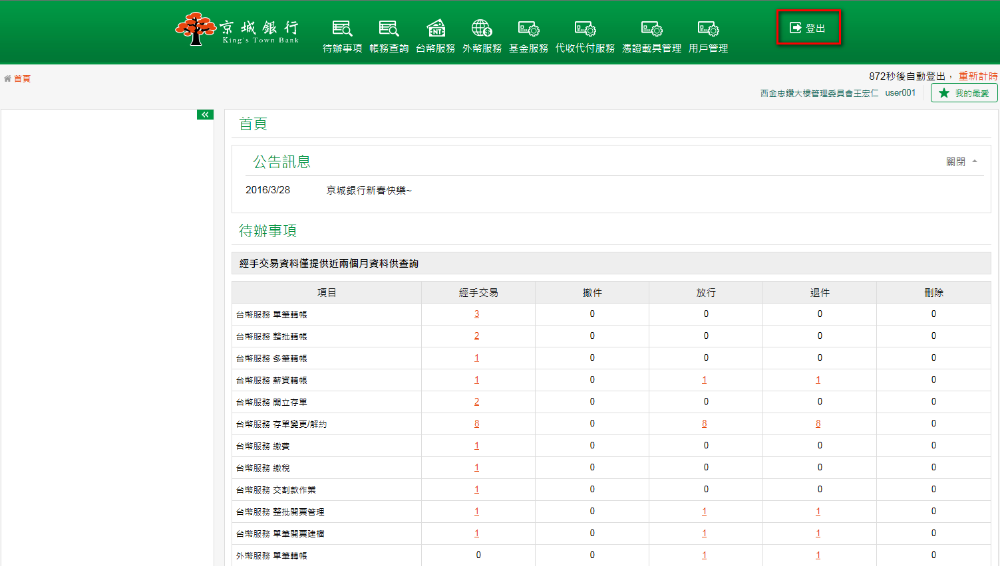 京城銀行
King's Town Bank
NT
$
待辦事項 帳務查詢 台幣服務 外幣服務 基金服務 代收代付服務 憑證載具管理 用戶管理
登出
首頁
872秒後自動登出， 重新計時
西金忠鑽大樓管理委員會王宏仁 user001 我的最愛
首頁
公告訊息 關閉
2016/3/28 京城銀行新春快樂~
待辦事項
經手交易資料僅提供近兩個月資料供查詢
項目 經手交易 撤件 放行 退件 刪除
台幣服務 單筆轉帳 3 0 0 0 0
台幣服務 整批轉帳 2 0 0 0 0
台幣服務 多筆轉帳 1 0 0 0 0
台幣服務 薪資轉帳 1 0 1 1 0
台幣服務 開立存單 2 0 0 0 0
台幣服務 存單變更/解約 8 0 8 8 0
台幣服務 繳費 1 0 0 0 0
台幣服務 繳稅 1 0 0 0 0
台幣服務 交割款作業 1 0 0 0 0
台幣服務 整批開票管理 1 0 1 1 0
台幣服務 單筆開票建檔 1 0 1 1 0
外幣服務 單筆轉帳 0 0 1 1 0